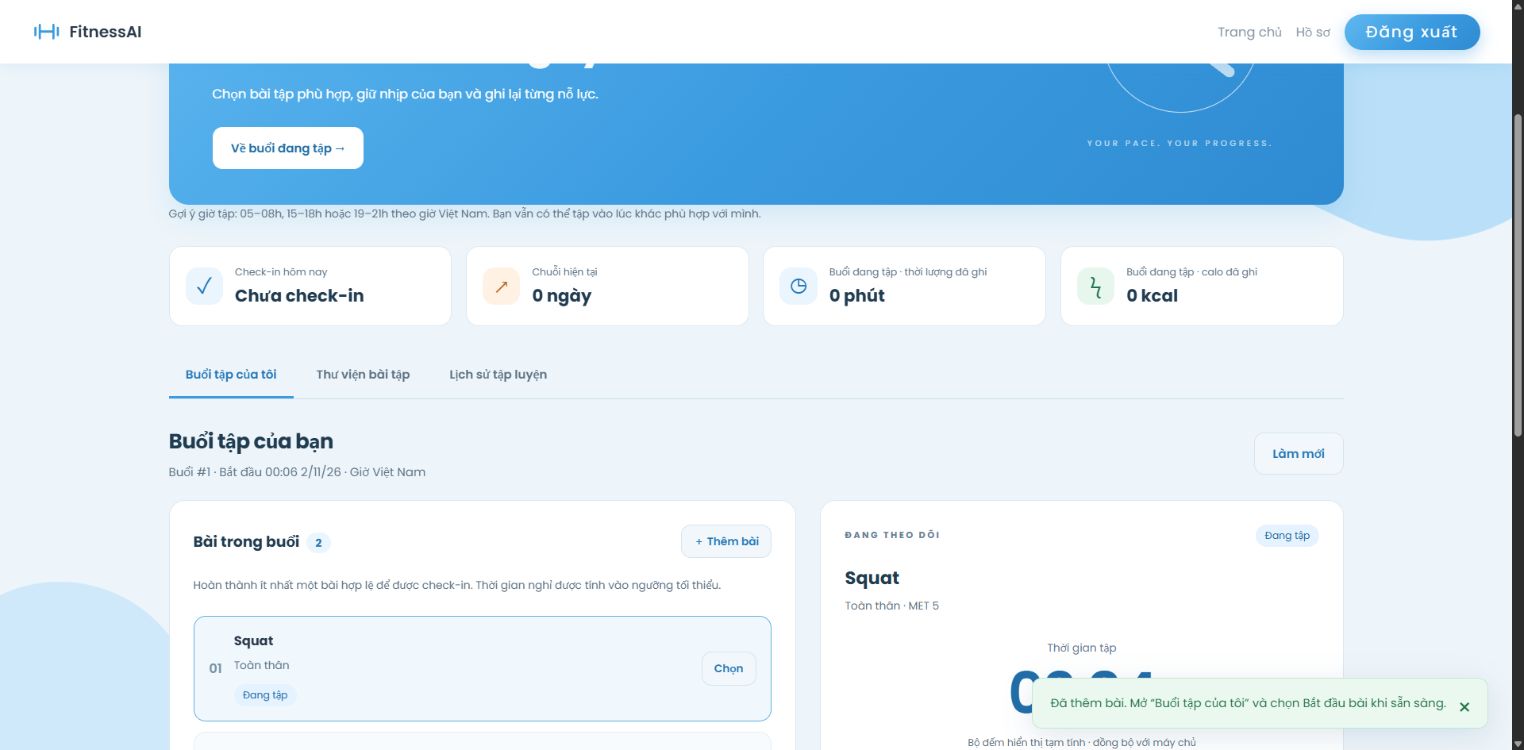 FitnessAI
Trang chủ
Hồ sơ
Đăng xuất
Chọn bài tập phù hợp, giữ nhịp của bạn và ghi lại từng nỗ lực.
Về buổi đang tập →
YOUR PACE. YOUR PROGRESS.
Gợi ý giờ tập: 05–08h, 15–18h hoặc 19–21h theo giờ Việt Nam. Bạn vẫn có thể tập vào lúc khác phù hợp với mình.
Check-in hôm nay
Chưa check-in
Chuỗi hiện tại
0 ngày
Buổi đang tập · thời lượng đã ghi
0 phút
Buổi đang tập · calo đã ghi
0 kcal
Buổi tập của tôi
Thư viện bài tập
Lịch sử tập luyện
Buổi tập của bạn
Buổi #1 · Bắt đầu 00:06 2/11/26 · Giờ Việt Nam
Làm mới
Bài trong buổi 2
+ Thêm bài
Hoàn thành ít nhất một bài hợp lệ để được check-in. Thời gian nghỉ được tính vào ngưỡng tối thiểu.
01
Squat
Toàn thân
Đang tập
Chọn
ĐANG THEO DÕI
Đang tập
Squat
Toàn thân · MET 5
Thời gian tập
Đã thêm bài. Mở “Buổi tập của tôi” và chọn Bắt đầu bài khi sẵn sàng.
×
Bộ đếm hiển thị tạm tính · đồng bộ với máy chủ